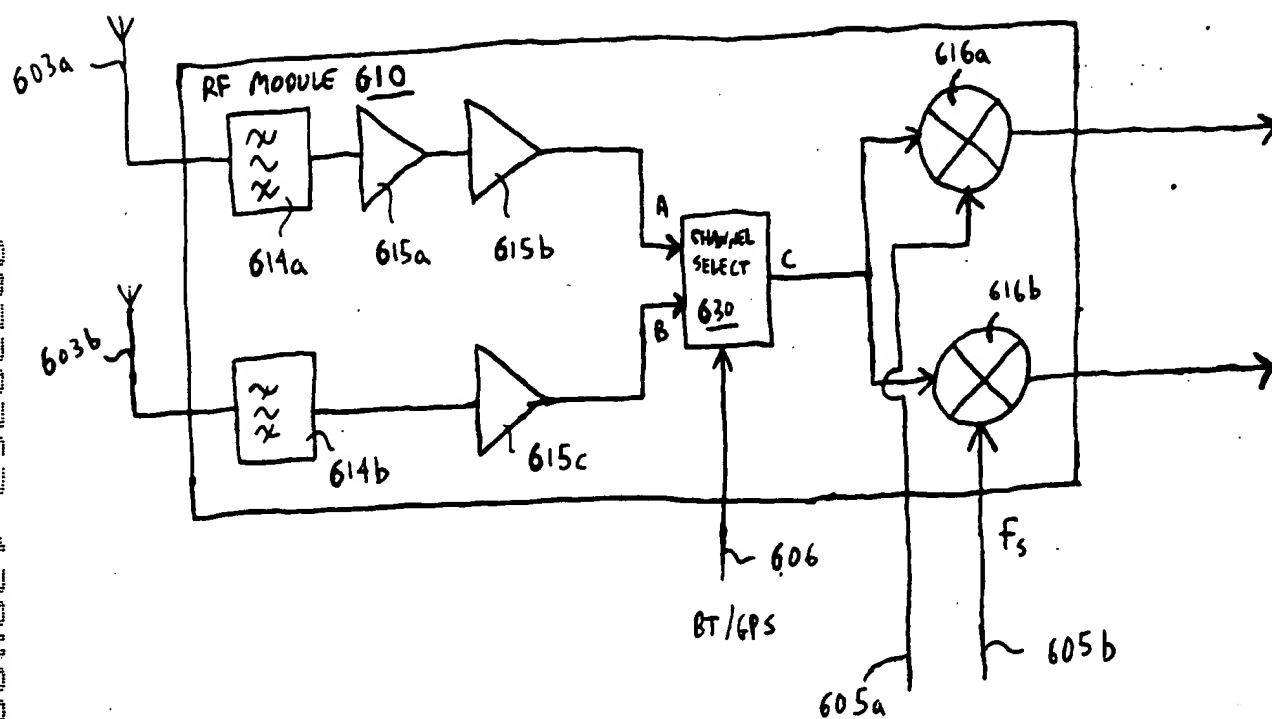 616a
603a
RF MODULE 610
A
614a
615a
615b
CHANNEL
SELECT
630
C
B
616b
603b
614b
615c
606
BT/GPS
Fs
605a
605b